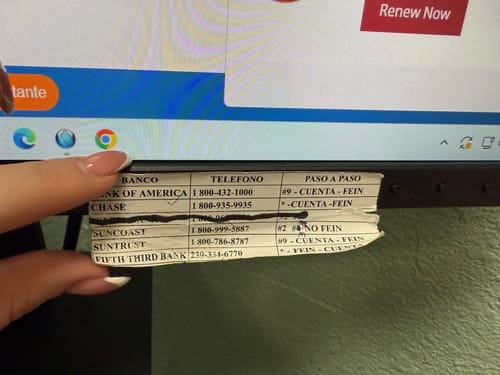 Renew Now
tante
BANCO TELEFONO PASO A PASO
BANK OF AMERICA 1 800-432-1000 #9 - CUENTA - FEIN
CHASE 1 800-935-9935 * -CUENTA -FEIN
SUNCOAST 1 800-999-5887 #2 NO FEIN
SUNTRUST 1 800-786-8787 #9 - CUENTA - FEIN
FIFTH THIRD BANK 239-334-6770 * - FEIN - CUENTA